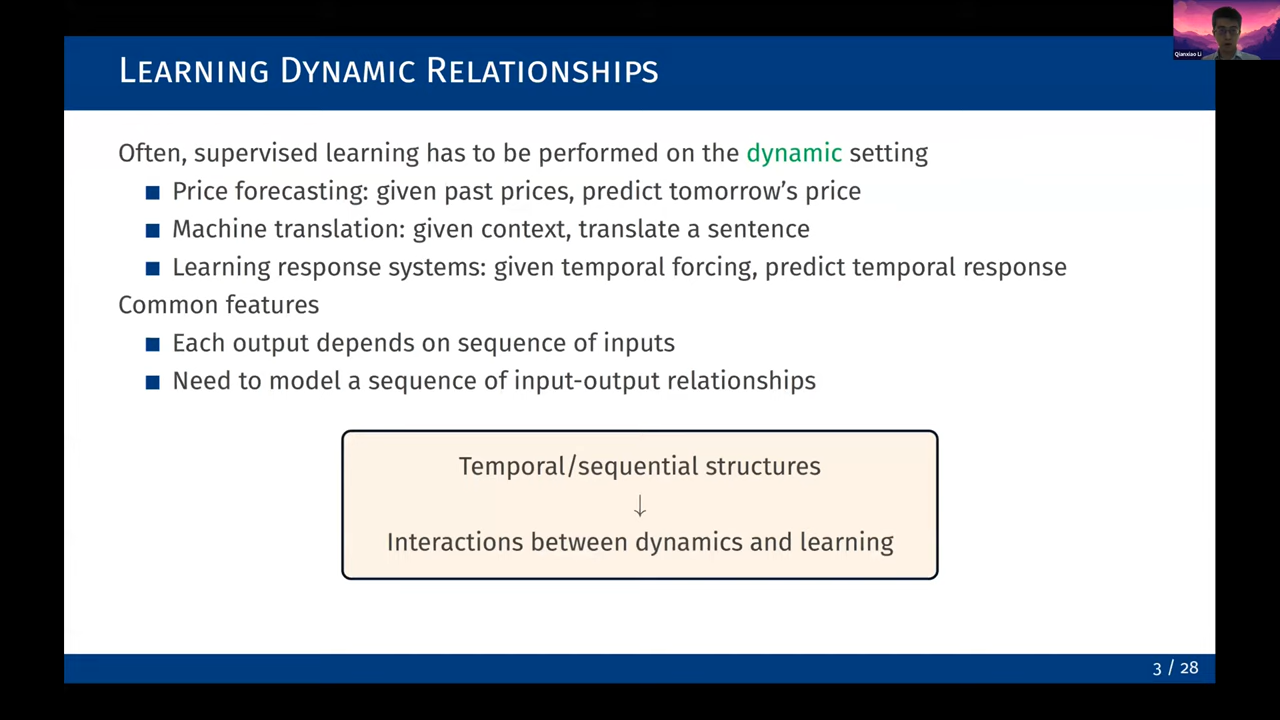 Qianxiao Li
LEARNING DYNAMIC RELATIONSHIPS
Often, supervised learning has to be performed on the dynamic setting
Price forecasting: given past prices, predict tomorrow's price
Machine translation: given context, translate a sentence
Learning response systems: given temporal forcing, predict temporal response
Common features
Each output depends on sequence of inputs
Need to model a sequence of input-output relationships
Temporal/sequential structures
↓
Interactions between dynamics and learning
3 / 28